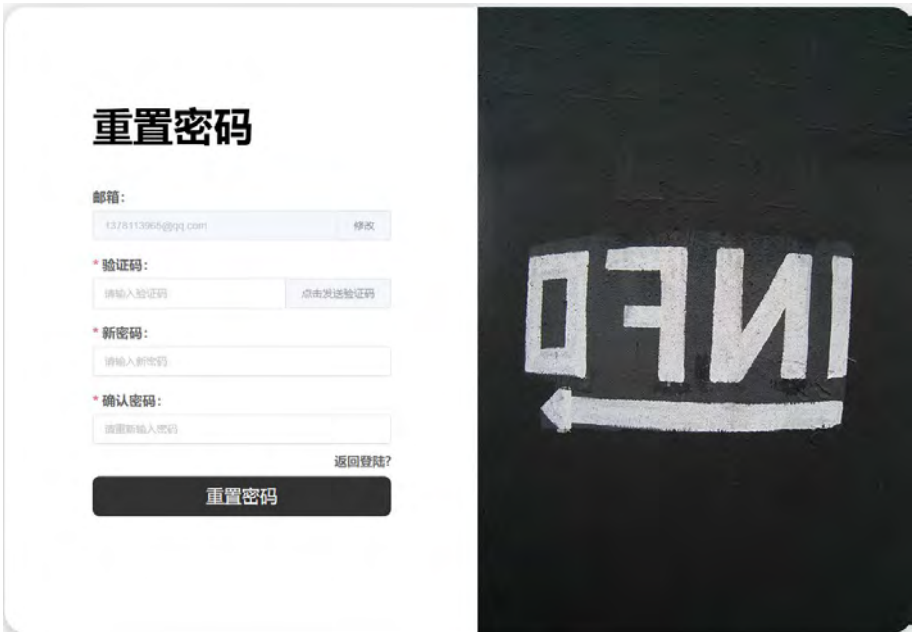 重置密码
邮箱：
1378113966@qq.com 修改
* 验证码：
请输入验证码 点击发送验证码
* 新密码：
请输入新密码
* 确认密码：
请重新输入密码
返回登陆?
重置密码
INFO